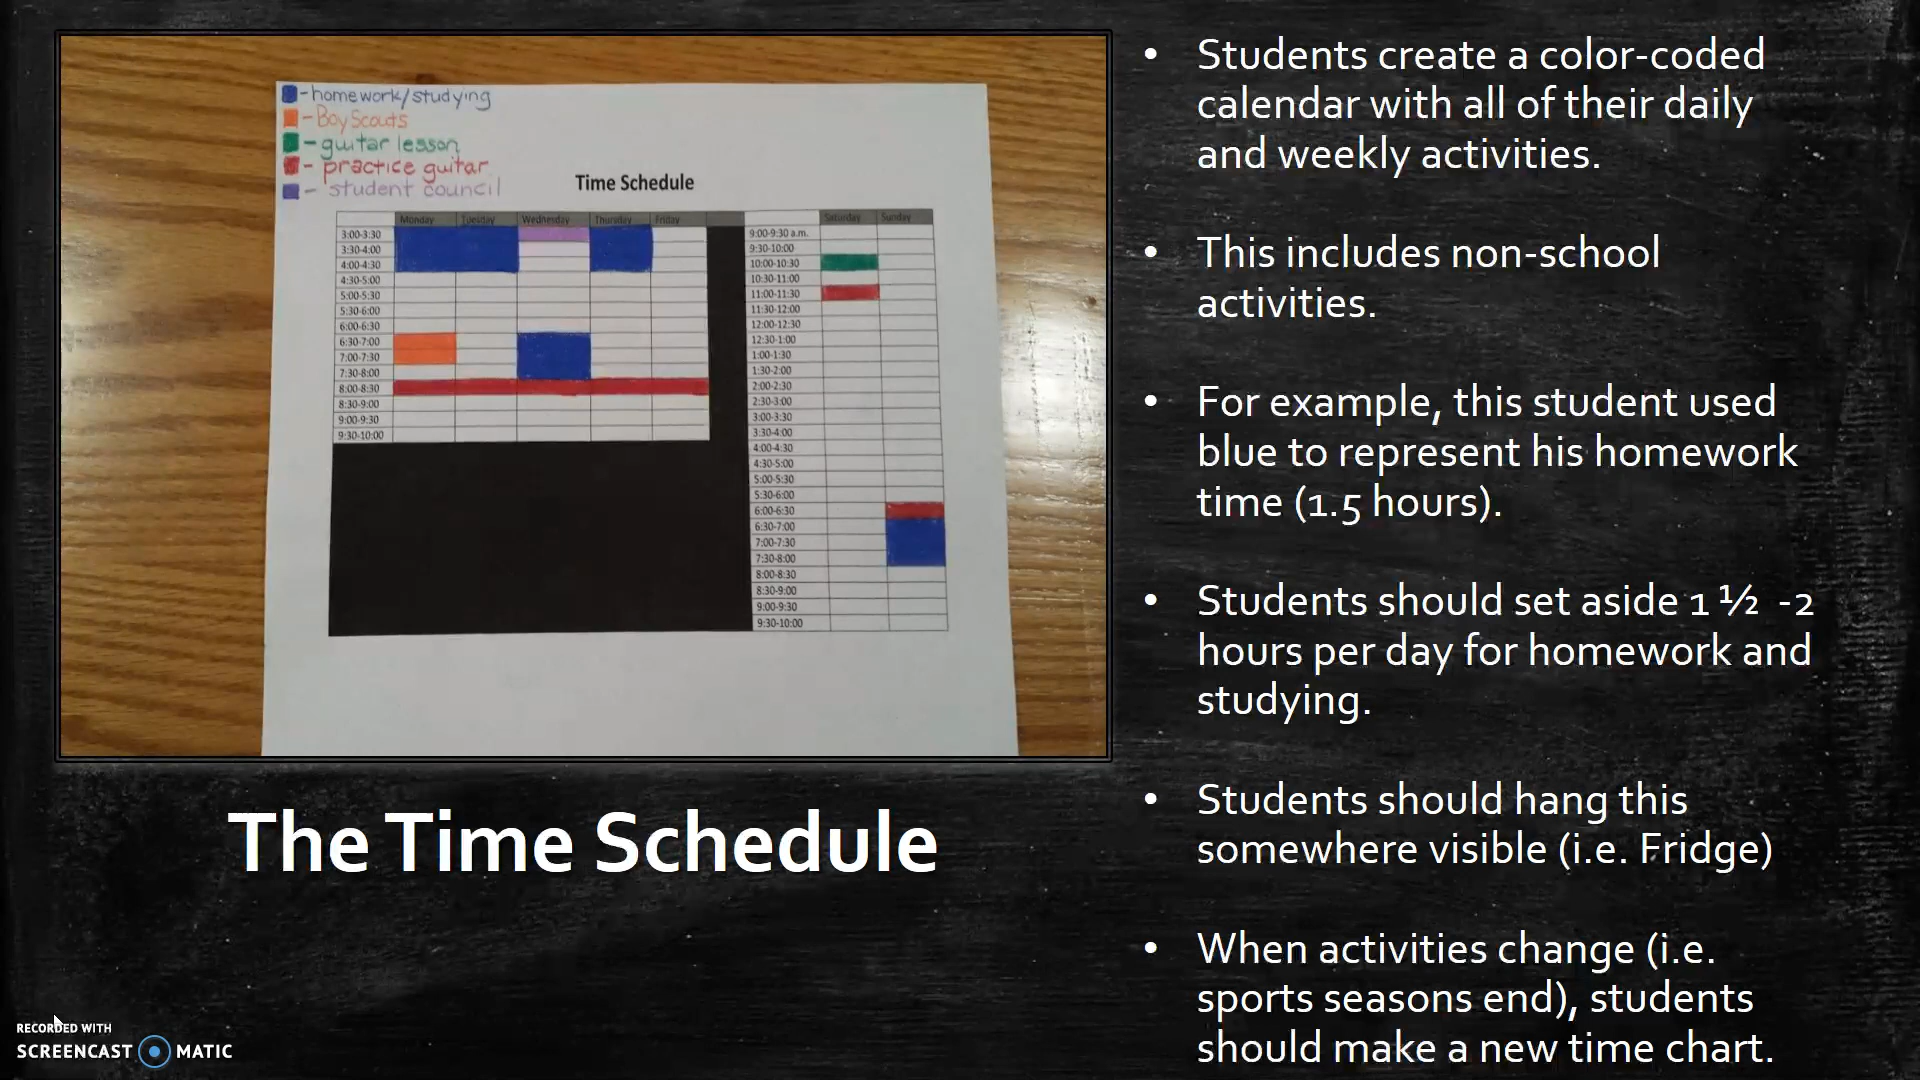 - homework/studying
- Boy Scouts
- guitar lesson
- practice guitar
- student council
Time Schedule
Monday Tuesday Wednesday Thursday Friday
3:00-3:30
3:30-4:00
4:00-4:30
4:30-5:00
5:00-5:30
5:30-6:00
6:00-6:30
6:30-7:00
7:00-7:30
7:30-8:00
8:00-8:30
8:30-9:00
9:00-9:30
9:30-10:00
Saturday Sunday
9:00-9:30 a.m.
9:30-10:00
10:00-10:30
10:30-11:00
11:00-11:30
11:30-12:00
12:00-12:30
12:30-1:00
1:00-1:30
1:30-2:00
2:00-2:30
2:30-3:00
3:00-3:30
3:30-4:00
4:00-4:30
4:30-5:00
5:00-5:30
5:30-6:00
6:00-6:30
6:30-7:00
7:00-7:30
7:30-8:00
8:00-8:30
8:30-9:00
9:00-9:30
9:30-10:00
The Time Schedule
• Students create a color-coded
calendar with all of their daily
and weekly activities.
• This includes non-school
activities.
• For example, this student used
blue to represent his homework
time (1.5 hours).
• Students should set aside 1 ½ -2
hours per day for homework and
studying.
• Students should hang this
somewhere visible (i.e. Fridge)
• When activities change (i.e.
sports seasons end), students
should make a new time chart.
RECORDED WITH
SCREENCAST MATIC